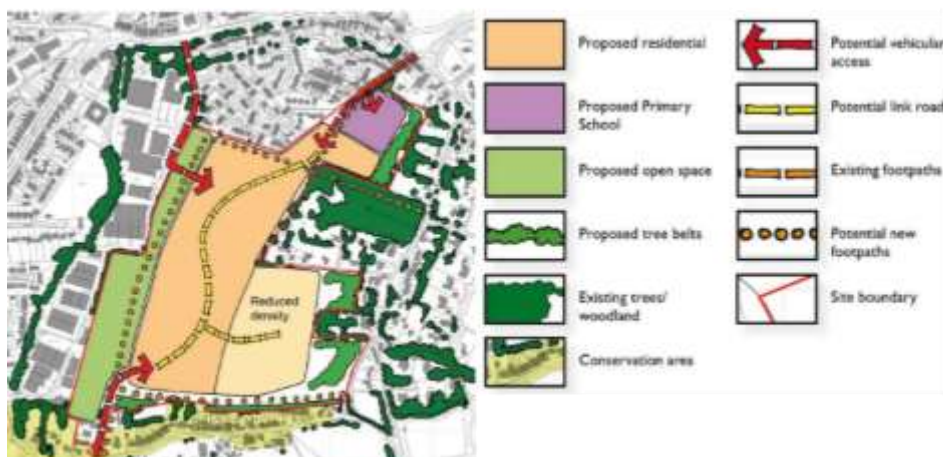 Reduced
density
Proposed residential
Proposed Primary
School
Proposed open space
Proposed tree belts
Existing trees/
woodland
Conservation area
Potential vehicular
access
Potential link road
Existing footpaths
Potential new
footpaths
Site boundary